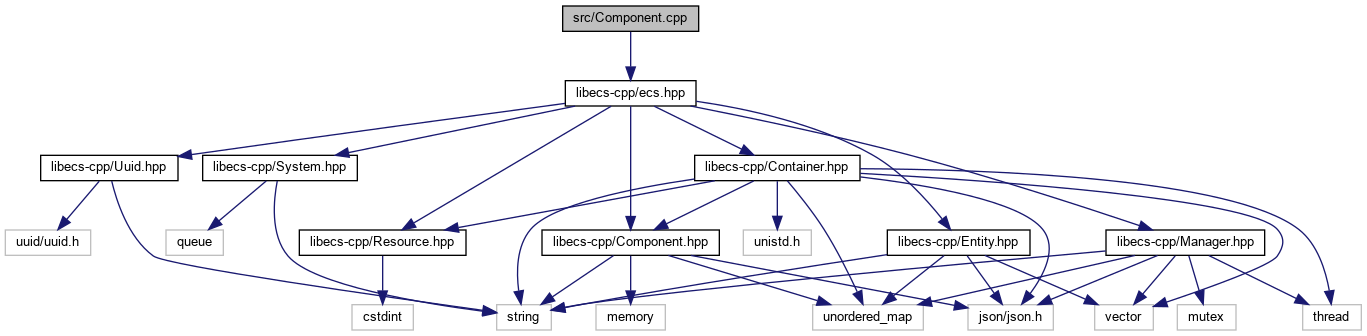 src/Component.cpp
libecs-cpp/ecs.hpp
libecs-cpp/Uuid.hpp
libecs-cpp/System.hpp
libecs-cpp/Container.hpp
uuid/uuid.h
queue
libecs-cpp/Resource.hpp
libecs-cpp/Component.hpp
unistd.h
libecs-cpp/Entity.hpp
libecs-cpp/Manager.hpp
cstdint
string
memory
unordered_map
json/json.h
vector
mutex
thread